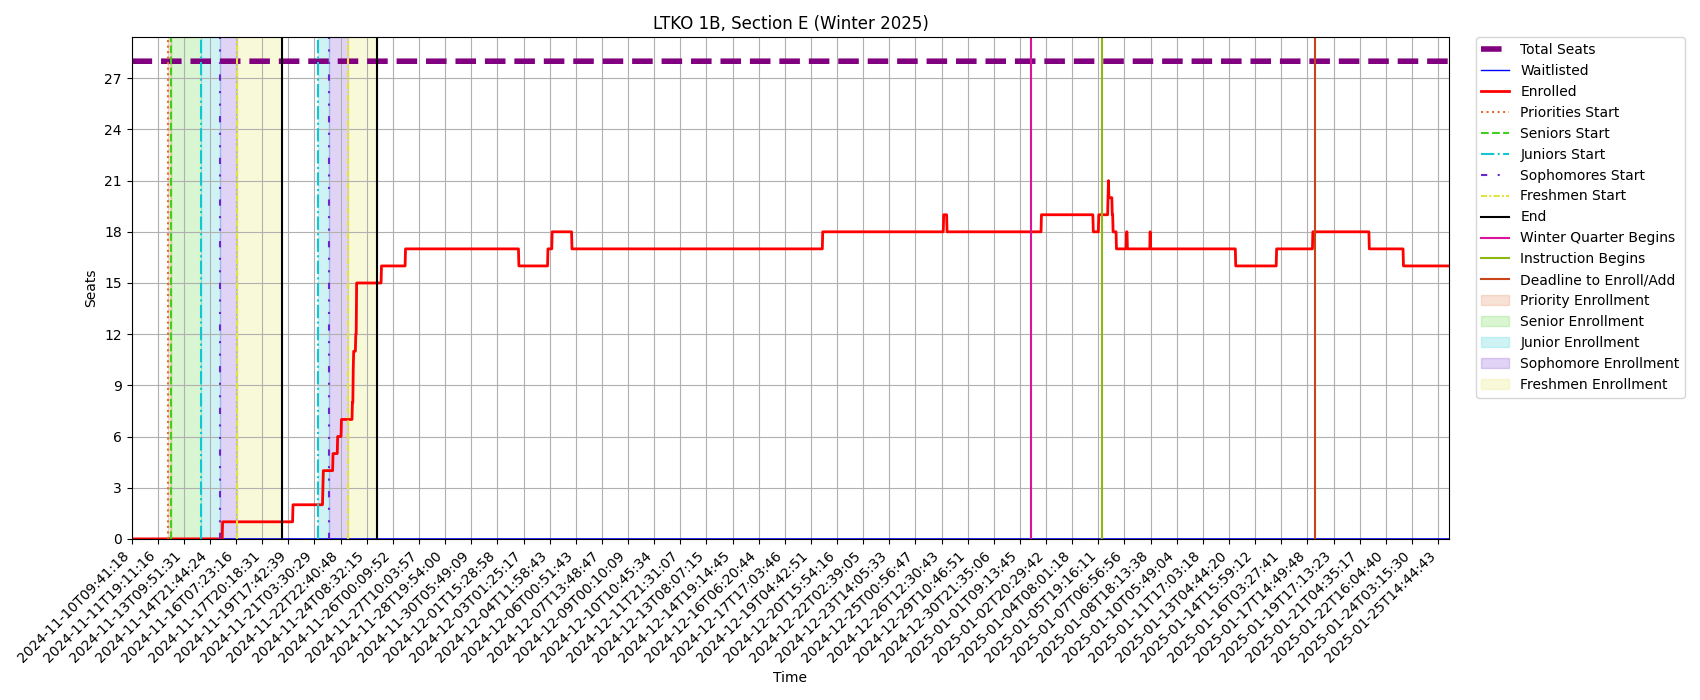 LTKO 1B, Section E (Winter 2025)
Seats
27
24
21
18
15
12
9
6
3
0
2024-11-10T09:41:18
2024-11-11T19:11:16
2024-11-13T09:51:31
2024-11-14T21:44:24
2024-11-16T07:23:16
2024-11-17T20:18:31
2024-11-19T17:42:39
2024-11-21T03:30:29
2024-11-22T22:40:48
2024-11-24T08:32:15
2024-11-26T00:09:52
2024-11-27T10:03:57
2024-11-28T19:54:00
2024-11-30T05:49:09
2024-12-01T15:28:58
2024-12-03T01:25:17
2024-12-04T11:58:43
2024-12-06T00:51:43
2024-12-07T13:48:47
2024-12-09T00:10:09
2024-12-10T10:45:34
2024-12-11T21:31:07
2024-12-13T08:07:15
2024-12-14T19:14:45
2024-12-16T06:20:44
2024-12-17T17:03:46
2024-12-19T04:42:51
2024-12-20T15:54:16
2024-12-22T02:39:05
2024-12-23T14:05:33
2024-12-25T00:56:47
2024-12-26T12:30:43
2024-12-29T10:46:51
2024-12-30T21:35:06
2025-01-01T09:13:45
2025-01-02T20:29:42
2025-01-04T08:01:18
2025-01-05T19:16:11
2025-01-07T06:56:56
2025-01-08T18:13:38
2025-01-10T05:49:04
2025-01-11T17:03:18
2025-01-13T04:44:20
2025-01-14T15:59:12
2025-01-16T03:27:41
2025-01-17T14:49:48
2025-01-19T17:13:23
2025-01-21T04:35:17
2025-01-22T16:04:40
2025-01-24T03:15:30
2025-01-25T14:44:43
Time
Total Seats
Waitlisted
Enrolled
Priorities Start
Seniors Start
Juniors Start
Sophomores Start
Freshmen Start
End
Winter Quarter Begins
Instruction Begins
Deadline to Enroll/Add
Priority Enrollment
Senior Enrollment
Junior Enrollment
Sophomore Enrollment
Freshmen Enrollment